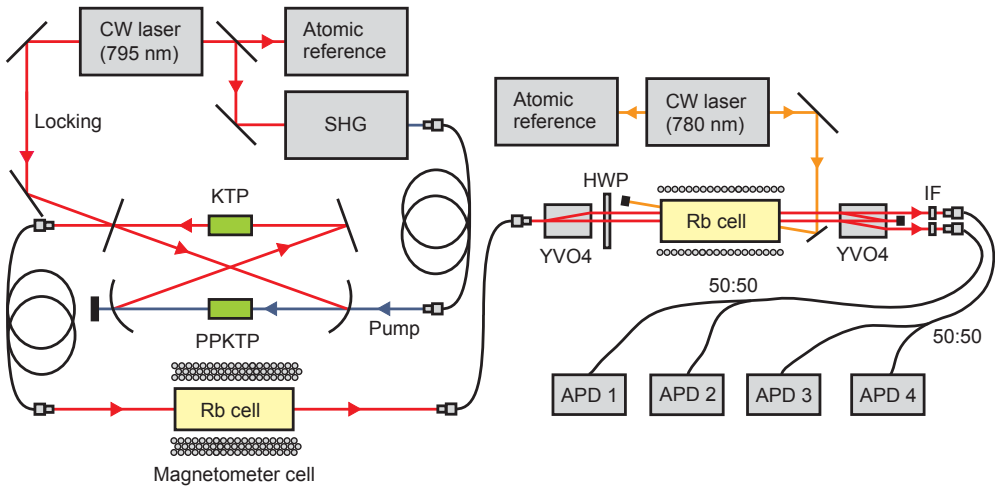 CW laser
(795 nm)
Atomic
reference
Locking
SHG
KTP
PPKTP
Pump
Rb cell
Magnetometer cell
Atomic
reference
CW laser
(780 nm)
HWP
Rb cell
IF
YVO4
YVO4
50:50
50:50
APD 1
APD 2
APD 3
APD 4